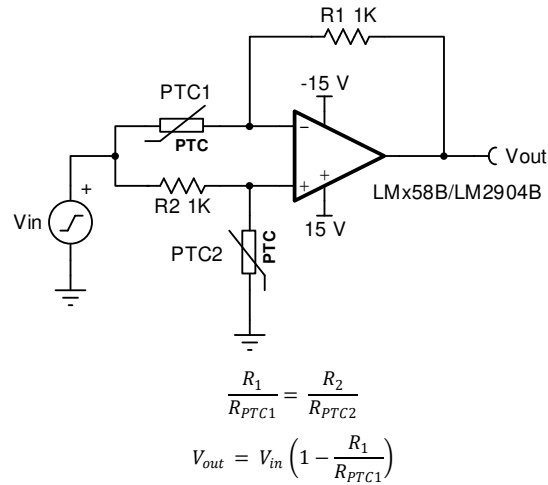 R1 1K
-15 V
PTC1
PTC
−
Vout
+
+
+
R2 1K
LMx58B/LM2904B
Vin
15 V
PTC2
PTC
R1/RPTC1 = R2/RPTC2
Vout = Vin (1 − R1/RPTC1)